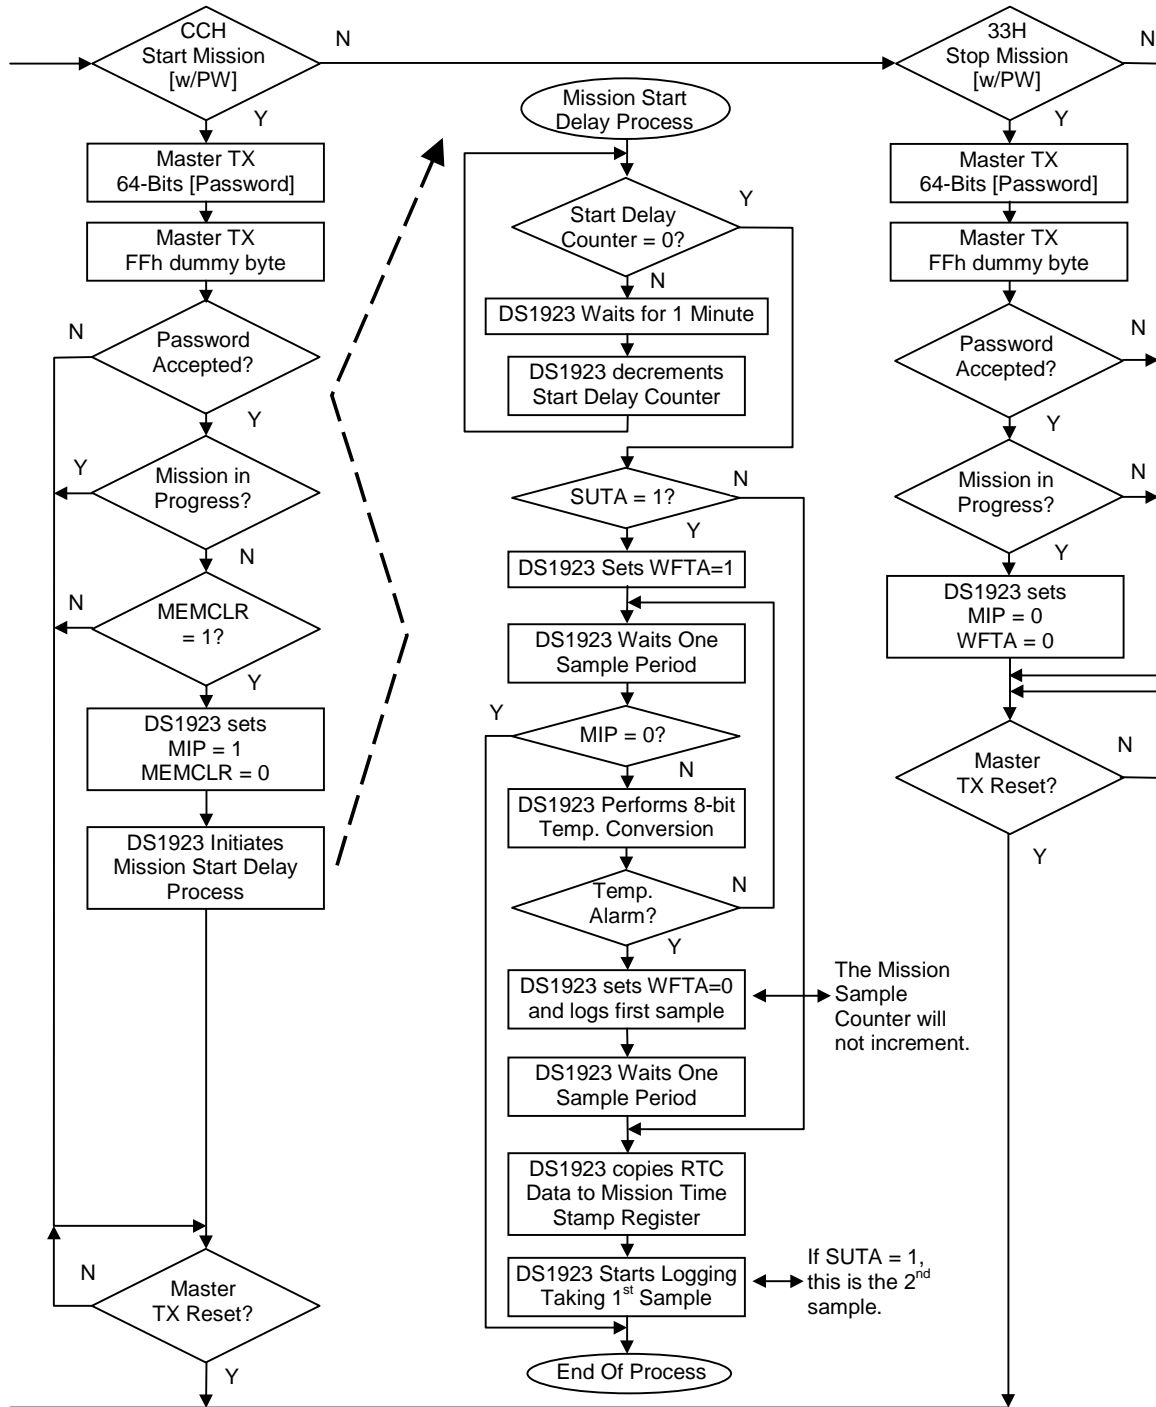 CCH
Start Mission
[w/PW]
N
Y
Master TX
64-Bits [Password]
Master TX
FFh dummy byte
N
Password
Accepted?
Y
Y
Mission in
Progress?
N
N
MEMCLR
= 1?
Y
DS1923 sets
MIP = 1
MEMCLR = 0
DS1923 Initiates
Mission Start Delay
Process
N
Master
TX Reset?
Y
Mission Start
Delay Process
Start Delay
Counter = 0?
Y
N
DS1923 Waits for 1 Minute
DS1923 decrements
Start Delay Counter
SUTA = 1?
N
Y
DS1923 Sets WFTA=1
DS1923 Waits One
Sample Period
Y
MIP = 0?
N
DS1923 Performs 8-bit
Temp. Conversion
Temp.
Alarm?
N
Y
DS1923 sets WFTA=0
and logs first sample
The Mission
Sample
Counter will
not increment.
DS1923 Waits One
Sample Period
DS1923 copies RTC
Data to Mission Time
Stamp Register
DS1923 Starts Logging
Taking 1st Sample
If SUTA = 1,
this is the 2nd
sample.
End Of Process
33H
Stop Mission
[w/PW]
N
Y
Master TX
64-Bits [Password]
Master TX
FFh dummy byte
Password
Accepted?
N
Y
Mission in
Progress?
N
Y
DS1923 sets
MIP = 0
WFTA = 0
Master
TX Reset?
N
Y